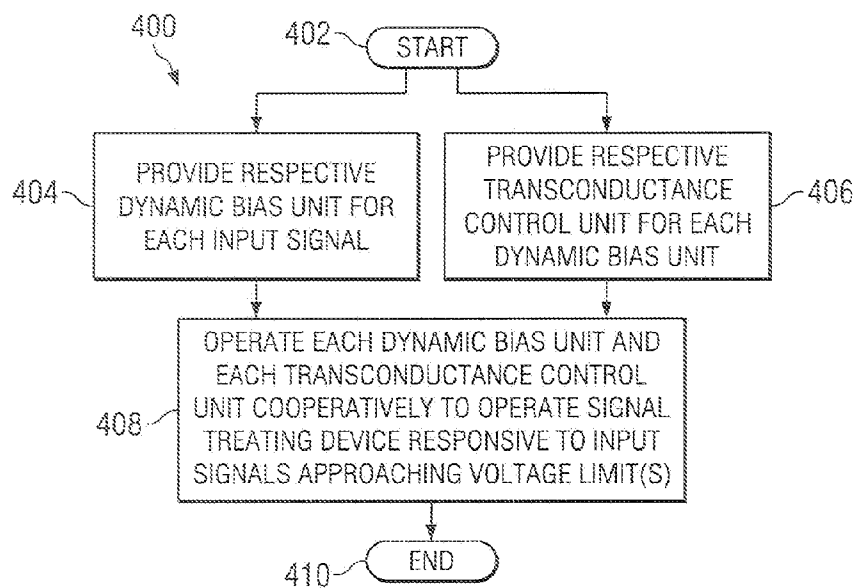 400
402
START
404
PROVIDE RESPECTIVE
DYNAMIC BIAS UNIT FOR
EACH INPUT SIGNAL
PROVIDE RESPECTIVE
TRANSCONDUCTANCE
CONTROL UNIT FOR EACH
DYNAMIC BIAS UNIT
406
408
OPERATE EACH DYNAMIC BIAS UNIT AND
EACH TRANSCONDUCTANCE CONTROL
UNIT COOPERATIVELY TO OPERATE SIGNAL
TREATING DEVICE RESPONSIVE TO INPUT
SIGNALS APPROACHING VOLTAGE LIMIT(S)
410
END